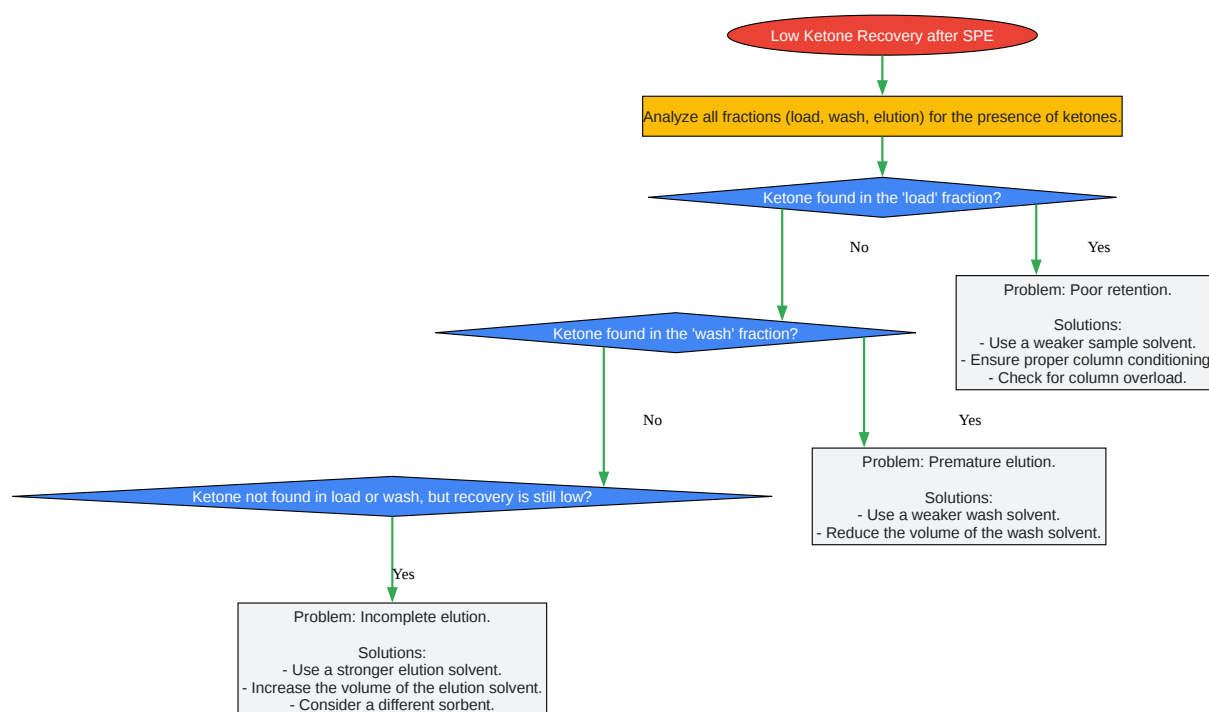 Low Ketone Recovery after SPE
Analyze all fractions (load, wash, elution) for the presence of ketones.
Ketone found in the 'load' fraction?
No
Yes
Problem: Poor retention.
Solutions:
- Use a weaker sample solvent.
- Ensure proper column conditioning
- Check for column overload.
Ketone found in the 'wash' fraction?
No
Yes
Problem: Premature elution.
Solutions:
- Use a weaker wash solvent.
- Reduce the volume of the wash solvent.
Ketone not found in load or wash, but recovery is still low?
Yes
Problem: Incomplete elution.
Solutions:
- Use a stronger elution solvent.
- Increase the volume of the elution solvent.
- Consider a different sorbent.